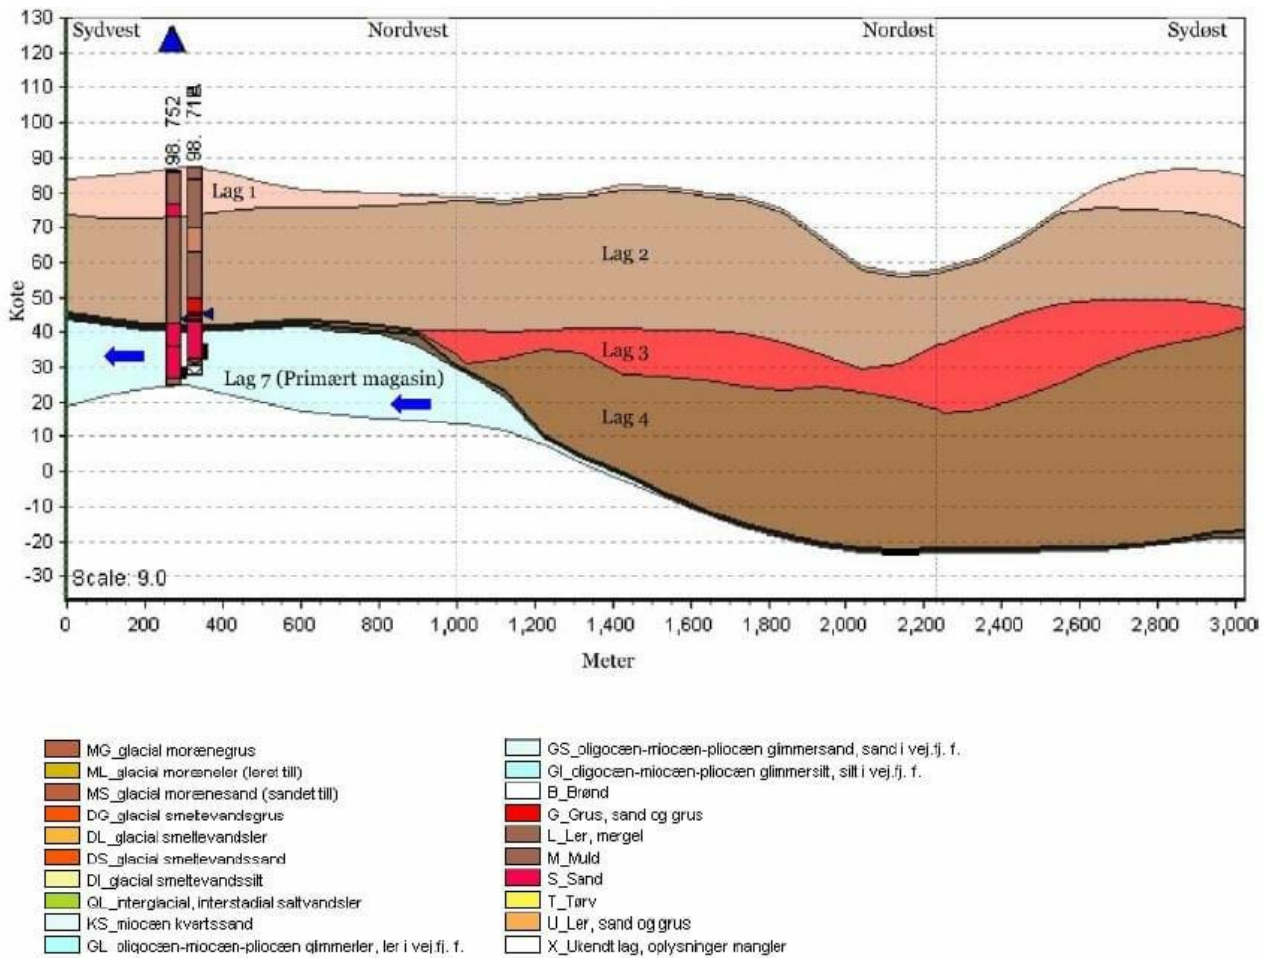 130
120
110
100
90
80
70
60
50
40
30
20
10
0
-10
-20
-30
Kote
Sydvest
Nordvest
Nordøst
Sydøst
98. 752
98.
Lag 1
Lag 2
Lag 3
Lag 7 (Primært magasin)
Lag 4
Scale: 9.0
0 200 400 600 800 1,000 1,200 1,400 1,600 1,800 2,000 2,200 2,400 2,600 2,800 3,000
Meter
MG_glacial morænegrus
ML_glacial moræneler (leret till)
MS_glacial morænesand (sandet till)
DG_glacial smeltevandsgrus
DL_glacial smeltevandsler
DS_glacial smeltevandssand
DI_glacial smeltevandssilt
QL_interglacial, interstadial saltvandsler
KS_miocæn kvartssand
GL_oligocæn-miocæn-pliocæn glimmerler, ler i vej.fj. f.
GS_oligocæn-miocæn-pliocæn glimmersand, sand i vej.fj. f.
GI_oligocæn-miocæn-pliocæn glimmersilt, silt i vej.fj. f.
B_Brønd
G_Grus, sand og grus
L_Ler, mergel
M_Muld
S_Sand
T_Tørv
U_Ler, sand og grus
X_Ukendt lag, oplysninger mangler